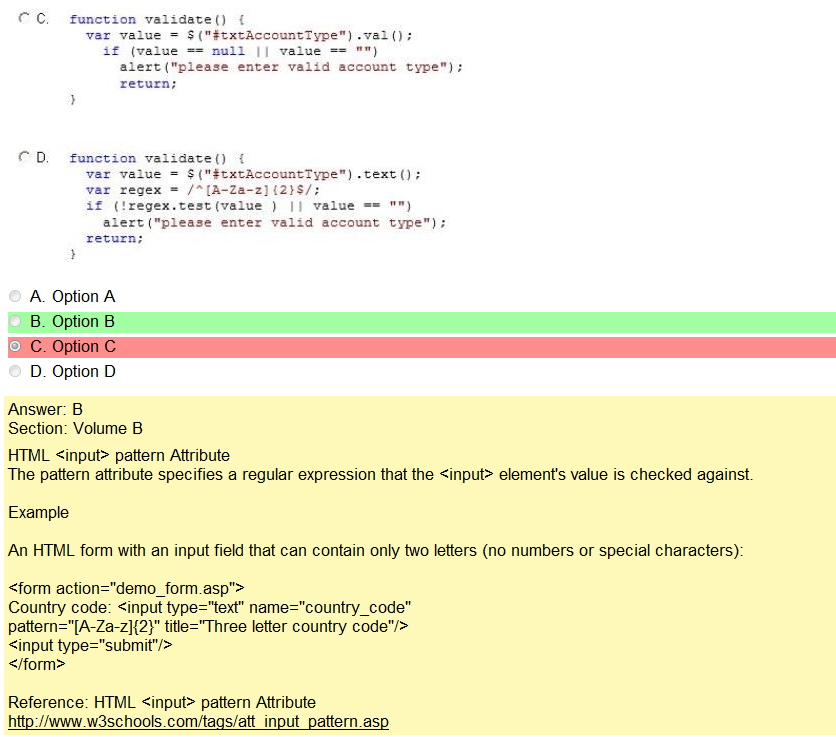 C. function validate() {
var value = $("#txtAccountType").val();
if (value == null || value == "")
alert("please enter valid account type");
return;
}
D. function validate() {
var value = $("#txtAccountType").text();
var regex = /^[A-Za-z]{2}$/;
if (!regex.test(value ) || value == "")
alert("please enter valid account type");
return;
}
A. Option A
B. Option B
C. Option C
D. Option D
Answer: B
Section: Volume B
HTML <input> pattern Attribute
The pattern attribute specifies a regular expression that the <input> element's value is checked against.
Example
An HTML form with an input field that can contain only two letters (no numbers or special characters):
<form action="demo_form.asp">
Country code: <input type="text" name="country_code"
pattern="[A-Za-z]{2}" title="Three letter country code"/>
<input type="submit"/>
</form>
Reference: HTML <input> pattern Attribute
http://www.w3schools.com/tags/att_input_pattern.asp